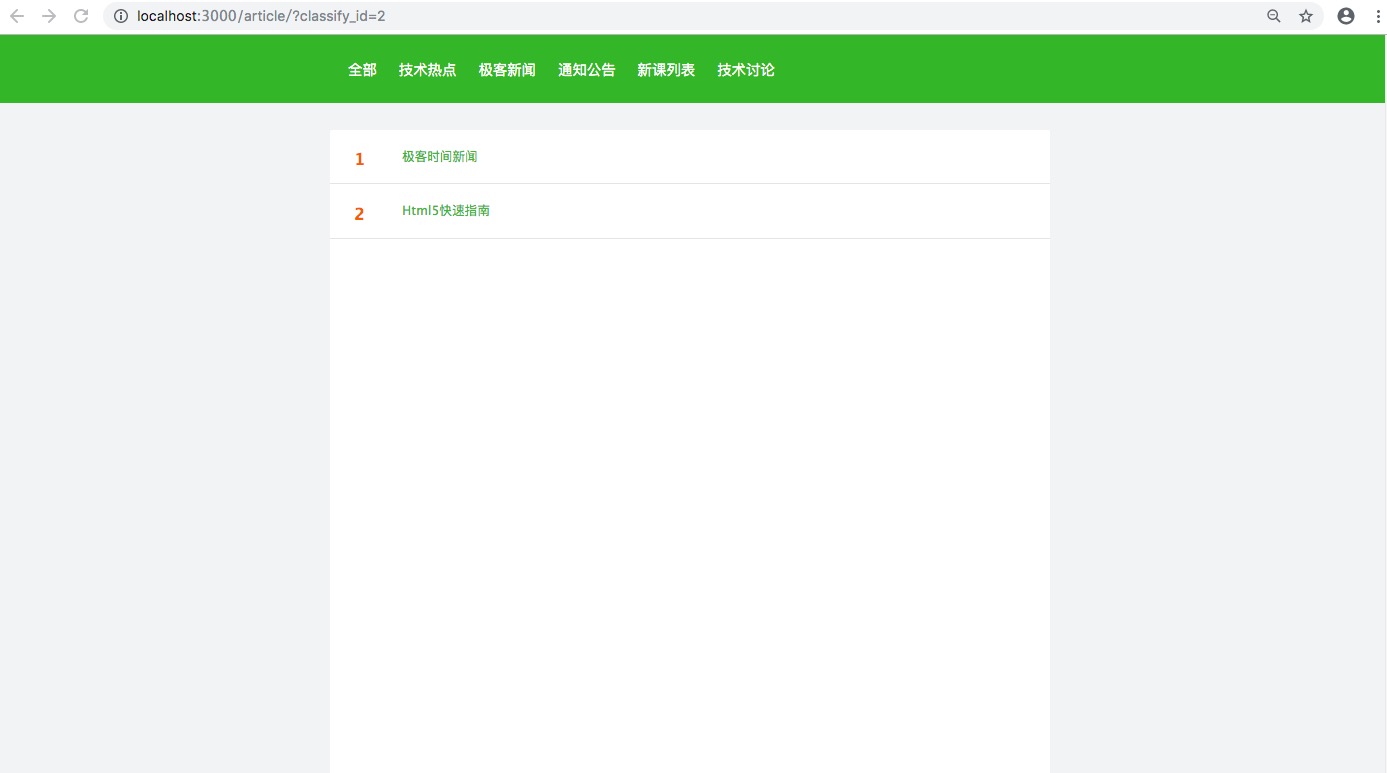 localhost:3000/article/?classify_id=2
全部 技术热点 极客新闻 通知公告 新课列表 技术讨论
1 极客时间新闻
2 Html5快速指南